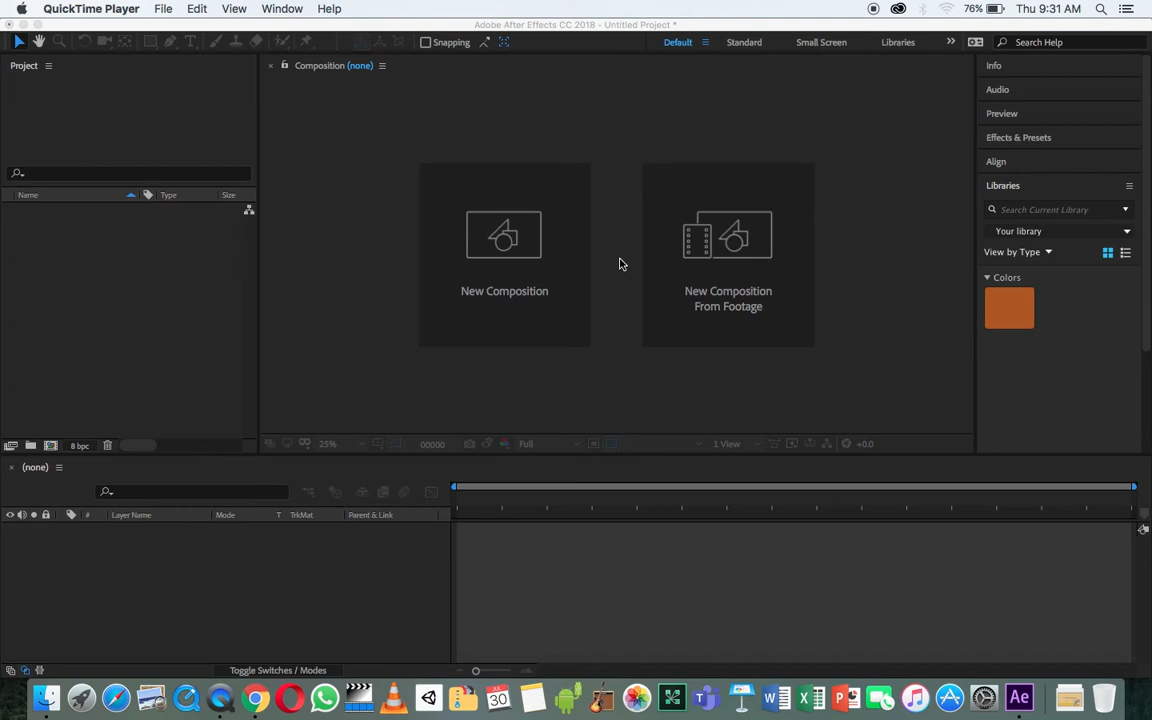 QuickTime Player File Edit View Window Help 76% Thu 9:31 AM
Adobe After Effects CC 2018 - Untitled Project *
Snapping Default Standard Small Screen Libraries » Search Help
Project Composition (none) Info
Audio
Preview
Effects & Presets
Align
Libraries
Name Type Size
Search Current Library
Your library
View by Type
Colors
New Composition New Composition
From Footage
8 bpc 25% 00000 Full 1 View +0.0
(none)
# Layer Name Mode T TrkMat Parent & Link
Toggle Switches / Modes
JUL
30
W X P Ae